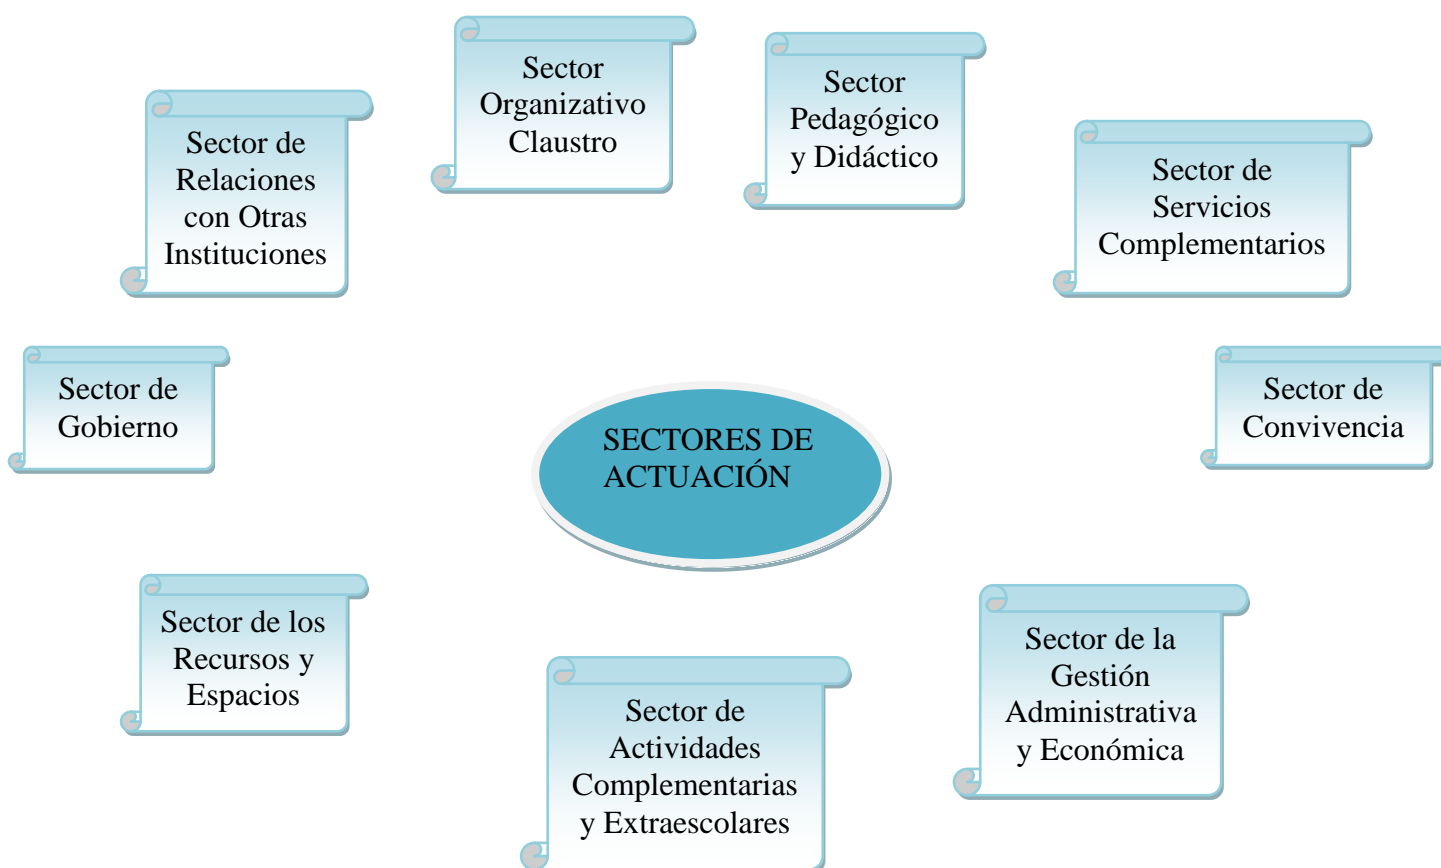 Sector
Organizativo
Claustro
Sector
Pedagógico
y Didáctico
Sector de
Relaciones
con Otras
Instituciones
Sector de
Servicios
Complementarios
Sector de
Gobierno
Sector de
Convivencia
SECTORES DE
ACTUACIÓN
Sector de los
Recursos y
Espacios
Sector de la
Gestión
Administrativa
y Económica
Sector de
Actividades
Complementarias
y Extraescolares